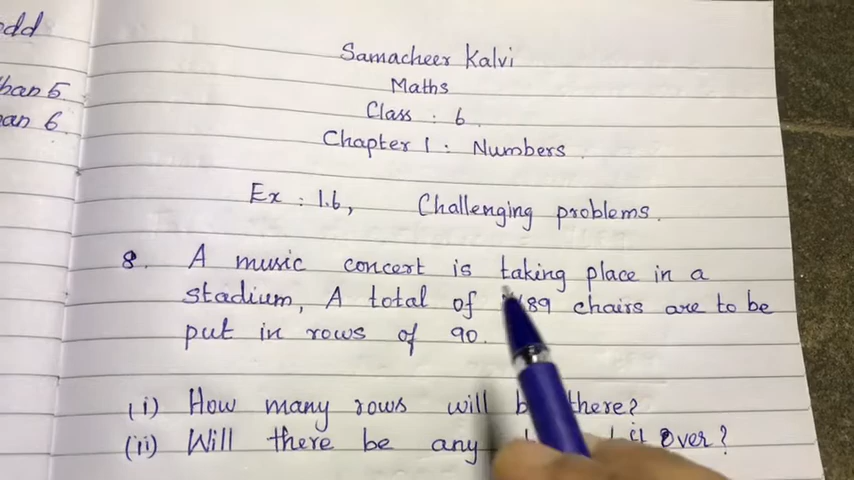 odd
than 5
an 6
Samacheer Kalvi
Maths
Class : 6
Chapter 1 : Numbers
Ex : 1.6, Challenging problems.
8. A music concert is taking place in a
stadium, A total of 89 chairs are to be
put in rows of 90.
(i) How many rows will there?
(ii) Will there be any over?